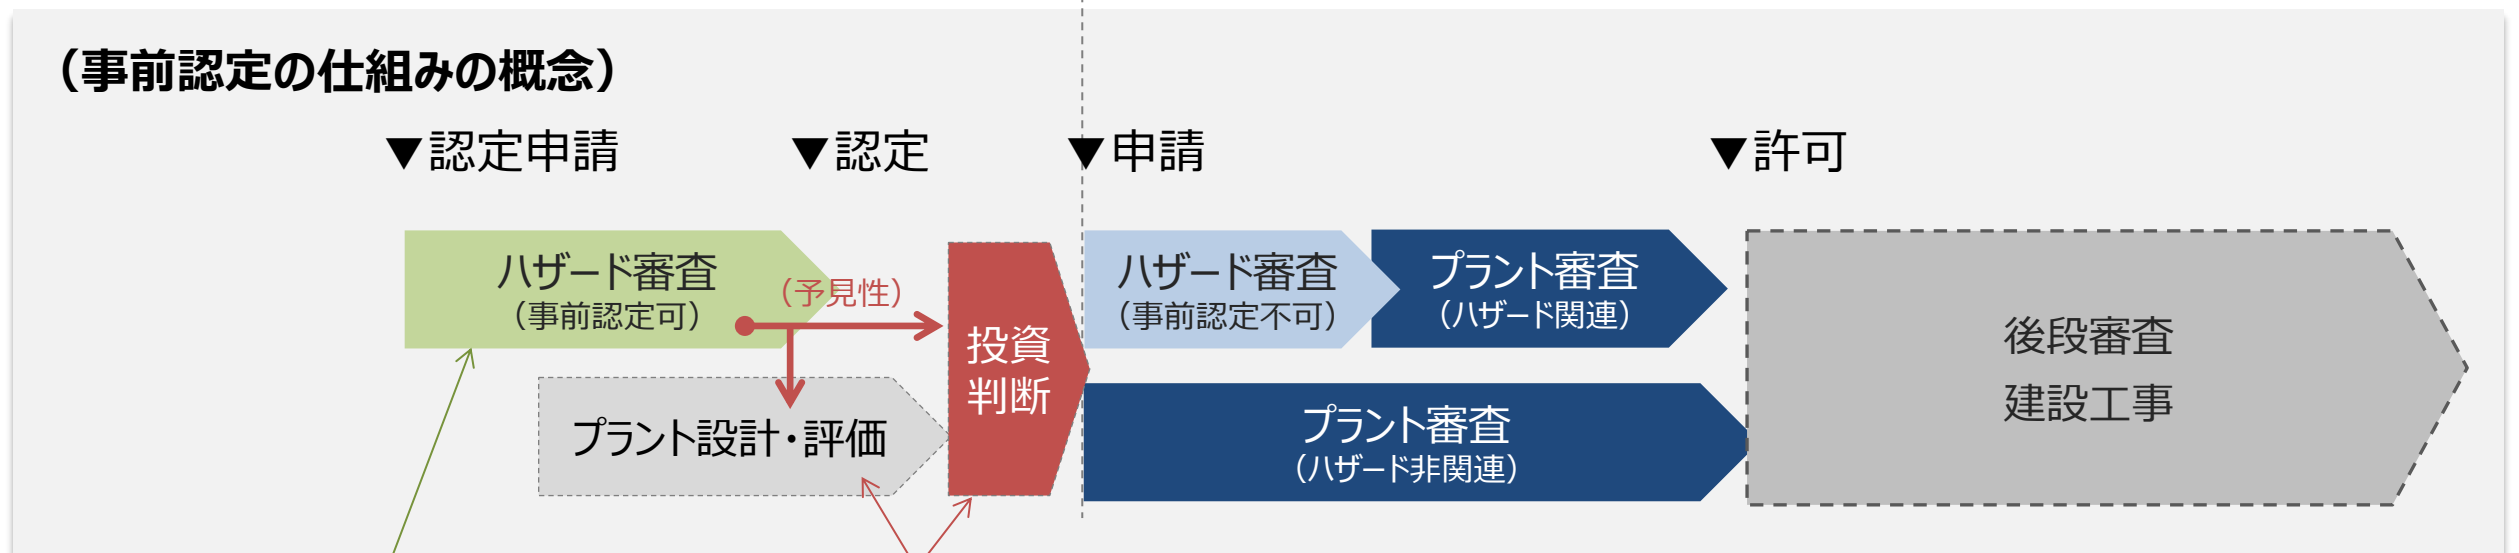 （事前認定の仕組みの概念）
▼認定申請
▼認定
▼申請
▼許可
ハザード審査
（事前認定可）
（予見性）
プラント設計・評価
投資
判断
ハザード審査
（事前認定不可）
プラント審査
（ハザード関連）
プラント審査
（ハザード非関連）
後段審査
建設工事